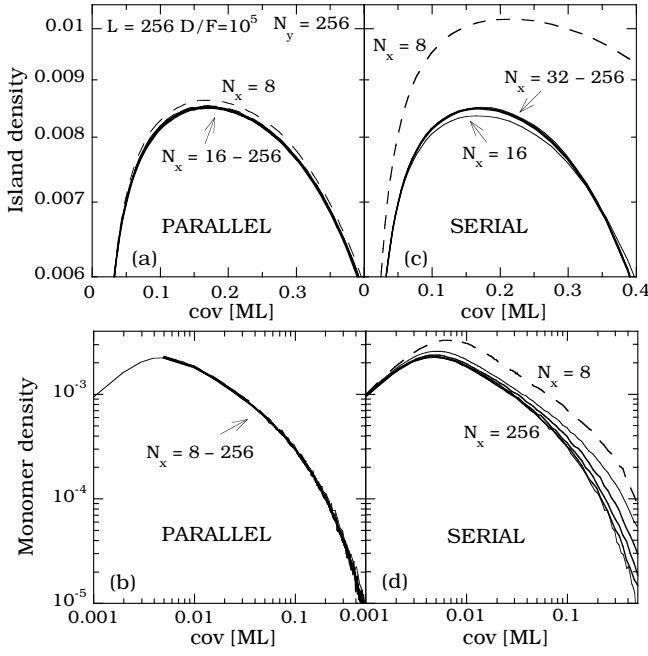 L = 256 D/F=10⁵ N_y = 256
Island density
0.01
0.009
0.008
0.007
0.006
N_x = 8
N_x = 16 – 256
PARALLEL
(a)
0 0.1 0.2 0.3 0
cov [ML]
N_x = 8
N_x = 32 – 256
N_x = 16
SERIAL
(c)
0.1 0.2 0.3 0.4
cov [ML]
Monomer density
10⁻³
10⁻⁴
10⁻⁵
N_x = 8 – 256
PARALLEL
(b)
0.001 0.01 0.1 0.001
cov [ML]
N_x = 8
N_x = 256
SERIAL
(d)
0.01 0.1
cov [ML]